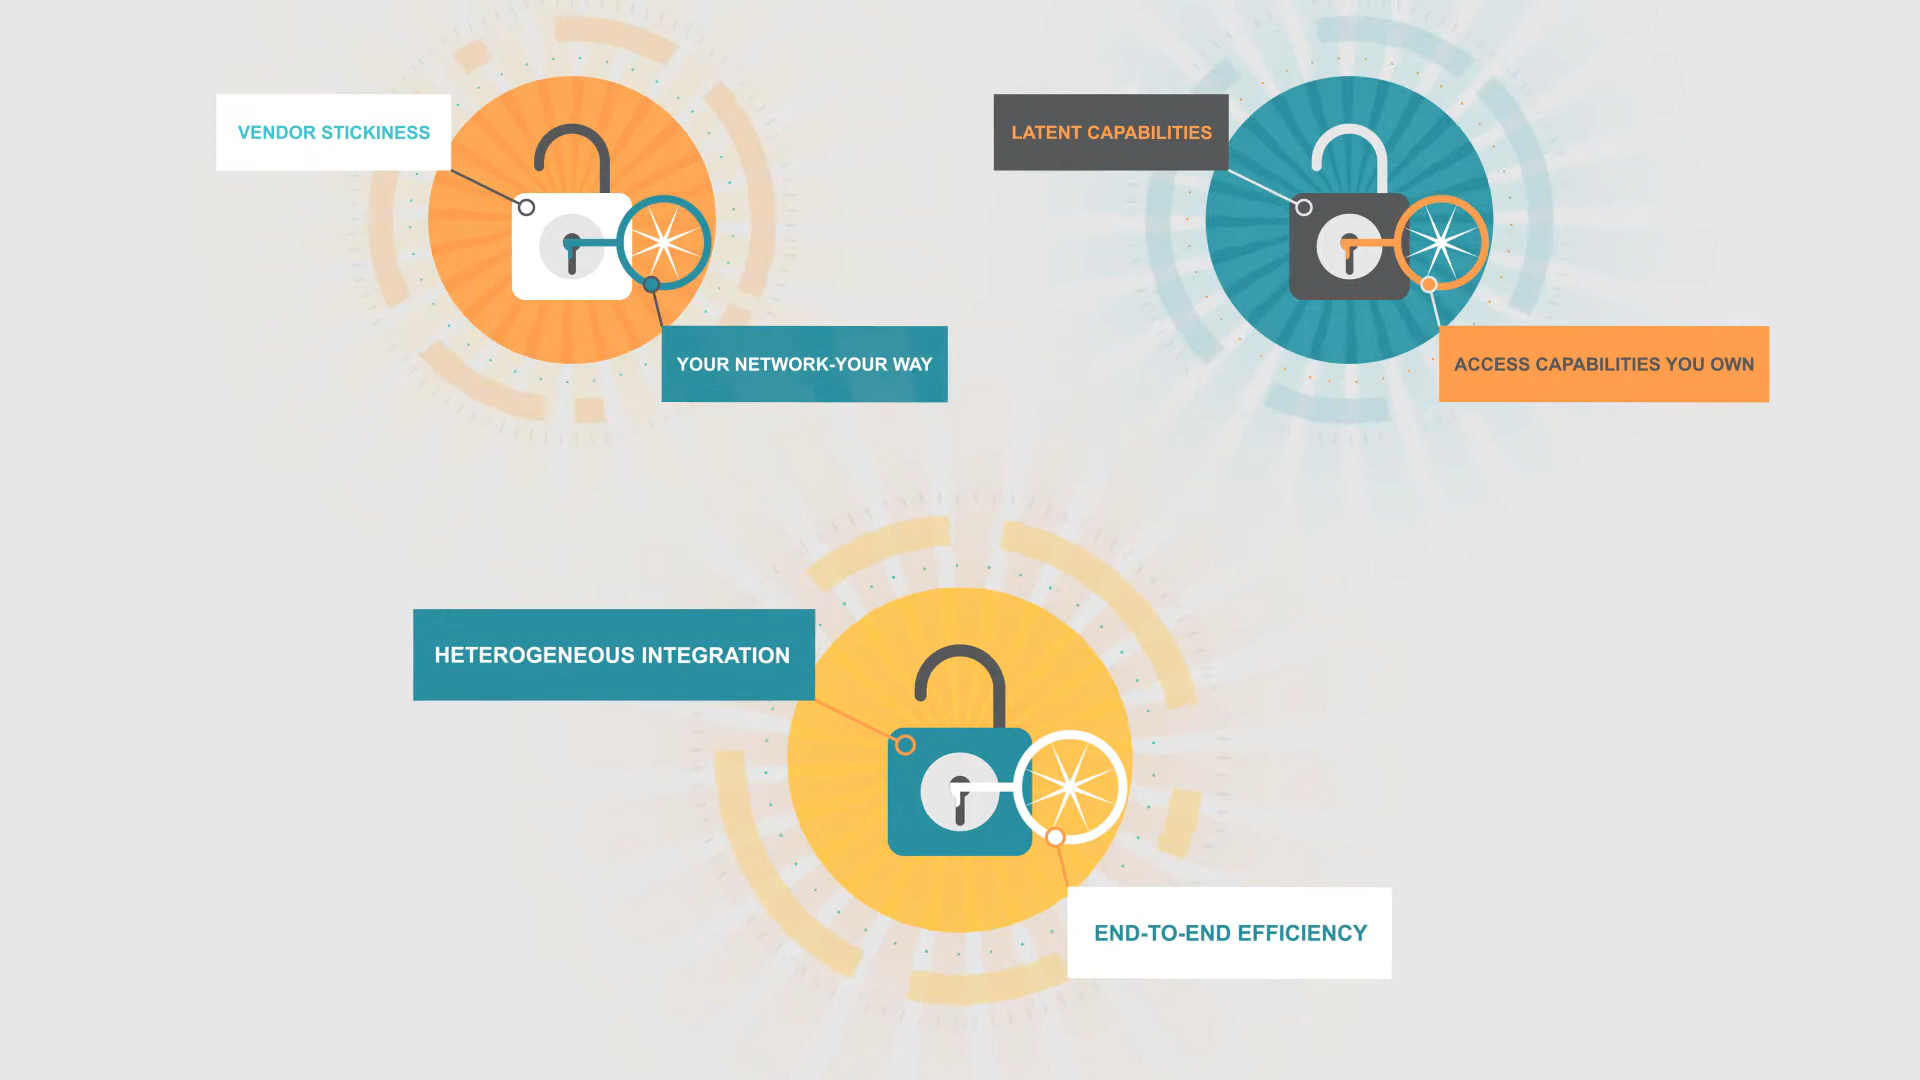 VENDOR STICKINESS
YOUR NETWORK-YOUR WAY
LATENT CAPABILITIES
ACCESS CAPABILITIES YOU OWN
HETEROGENEOUS INTEGRATION
END-TO-END EFFICIENCY